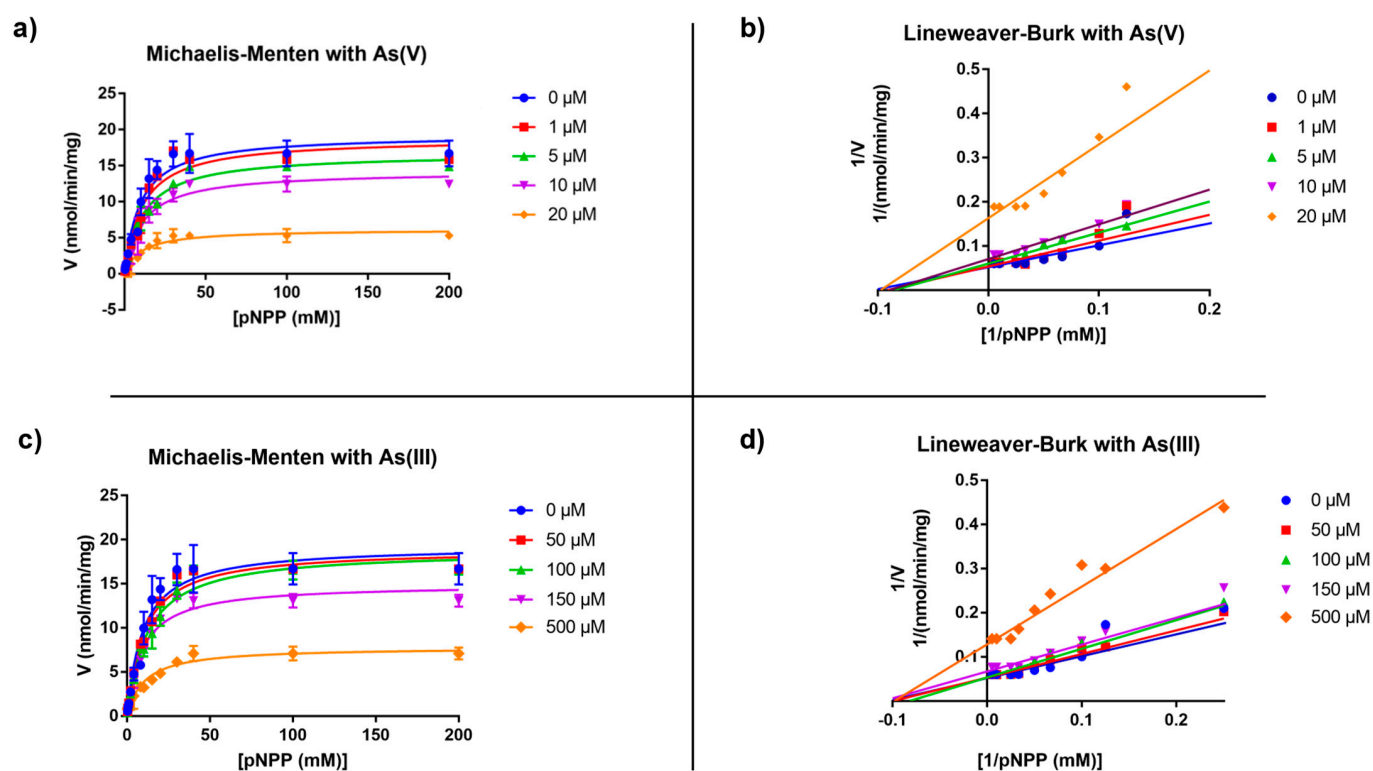 a)
Michaelis-Menten with As(V)
V (nmol/min/mg)
25
20
15
10
5
0
-5
50
100
150
200
[pNPP (mM)]
0 µM
1 µM
5 µM
10 µM
20 µM
b)
Lineweaver-Burk with As(V)
1/V
1/(nmol/min/mg)
0.5
0.4
0.3
0.2
0.1
-0.1
0.0
0.1
0.2
[1/pNPP (mM)]
0 µM
1 µM
5 µM
10 µM
20 µM
c)
Michaelis-Menten with As(III)
V (nmol/min/mg)
25
20
15
10
5
0
0
50
100
150
200
[pNPP (mM)]
0 µM
50 µM
100 µM
150 µM
500 µM
d)
Lineweaver-Burk with As(III)
1/V
1/(nmol/min/mg)
0.5
0.4
0.3
0.2
0.1
-0.1
0.0
0.1
0.2
[1/pNPP (mM)]
0 µM
50 µM
100 µM
150 µM
500 µM